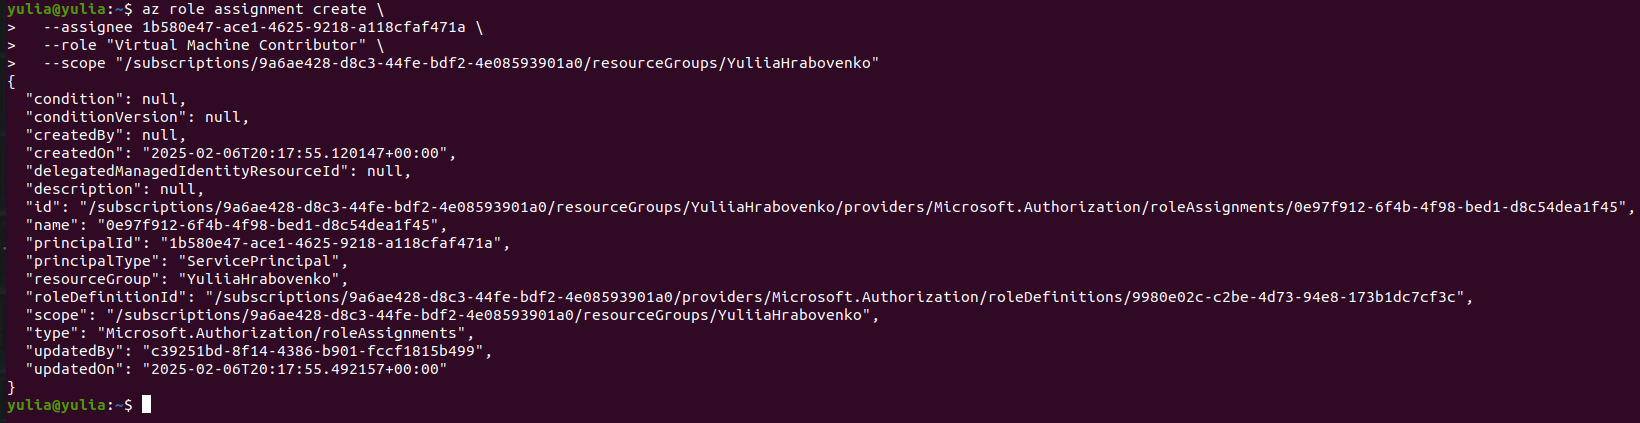 yulia@yulia:~$ az role assignment create \
>   --assignee 1b580e47-ace1-4625-9218-a118cfaf471a \
>   --role "Virtual Machine Contributor" \
>   --scope "/subscriptions/9a6ae428-d8c3-44fe-bdf2-4e08593901a0/resourceGroups/YuliiaHrabovenko"
{
  "condition": null,
  "conditionVersion": null,
  "createdBy": null,
  "createdOn": "2025-02-06T20:17:55.120147+00:00",
  "delegatedManagedIdentityResourceId": null,
  "description": null,
  "id": "/subscriptions/9a6ae428-d8c3-44fe-bdf2-4e08593901a0/resourceGroups/YuliiaHrabovenko/providers/Microsoft.Authorization/roleAssignments/0e97f912-6f4b-4f98-bed1-d8c54dea1f45",
  "name": "0e97f912-6f4b-4f98-bed1-d8c54dea1f45",
  "principalId": "1b580e47-ace1-4625-9218-a118cfaf471a",
  "principalType": "ServicePrincipal",
  "resourceGroup": "YuliiaHrabovenko",
  "roleDefinitionId": "/subscriptions/9a6ae428-d8c3-44fe-bdf2-4e08593901a0/providers/Microsoft.Authorization/roleDefinitions/9980e02c-c2be-4d73-94e8-173b1dc7cf3c",
  "scope": "/subscriptions/9a6ae428-d8c3-44fe-bdf2-4e08593901a0/resourceGroups/YuliiaHrabovenko",
  "type": "Microsoft.Authorization/roleAssignments",
  "updatedBy": "c39251bd-8f14-4386-b901-fccf1815b499",
  "updatedOn": "2025-02-06T20:17:55.492157+00:00"
}
yulia@yulia:~$